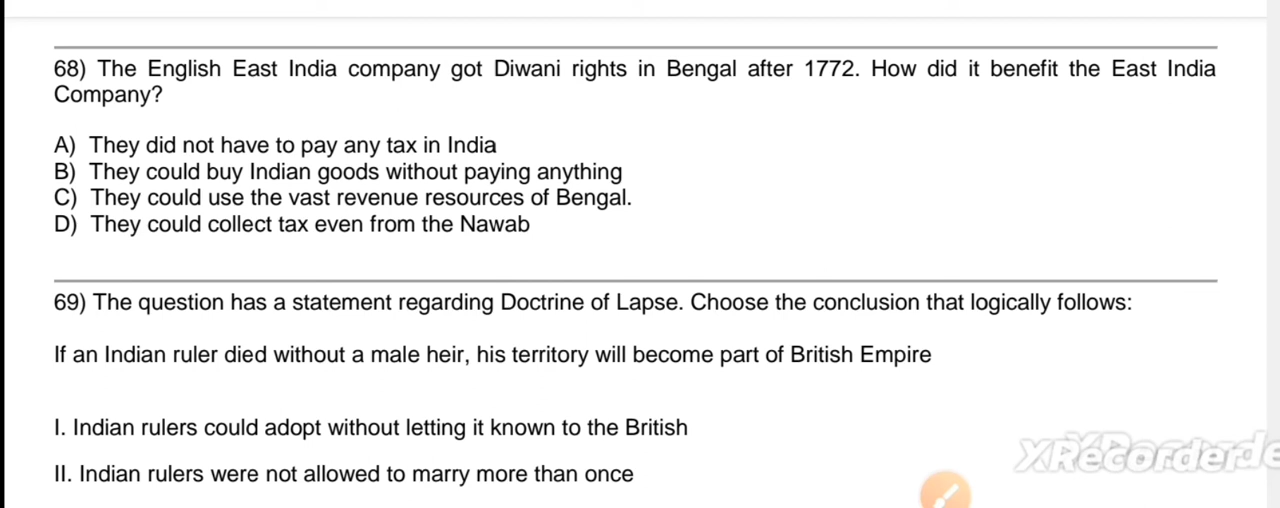 68) The English East India company got Diwani rights in Bengal after 1772. How did it benefit the East India
Company?
A) They did not have to pay any tax in India
B) They could buy Indian goods without paying anything
C) They could use the vast revenue resources of Bengal.
D) They could collect tax even from the Nawab
69) The question has a statement regarding Doctrine of Lapse. Choose the conclusion that logically follows:
If an Indian ruler died without a male heir, his territory will become part of British Empire
I. Indian rulers could adopt without letting it known to the British
XRecorder
II. Indian rulers were not allowed to marry more than once